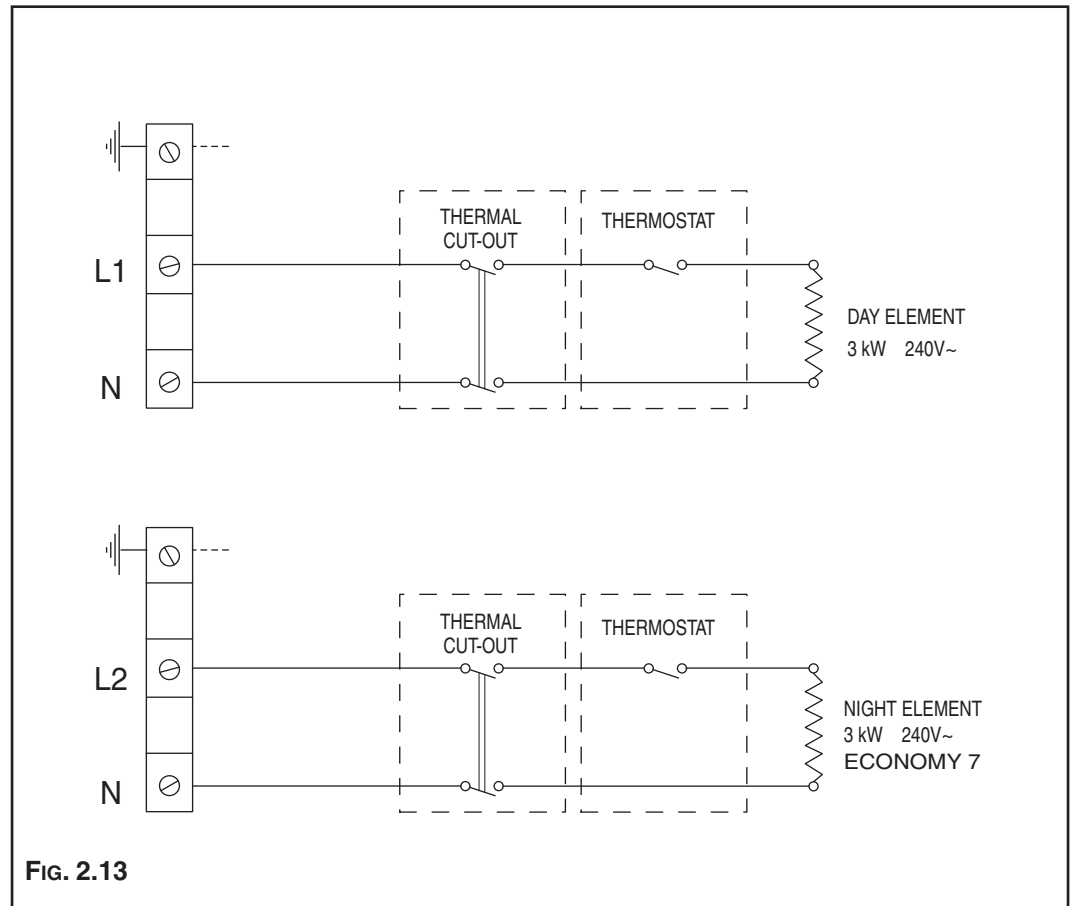 THERMAL
CUT-OUT
THERMOSTAT
L1
DAY ELEMENT
3 kW 240V~
N
THERMAL
CUT-OUT
THERMOSTAT
L2
NIGHT ELEMENT
3 kW 240V~
ECONOMY 7
N
FIG. 2.13